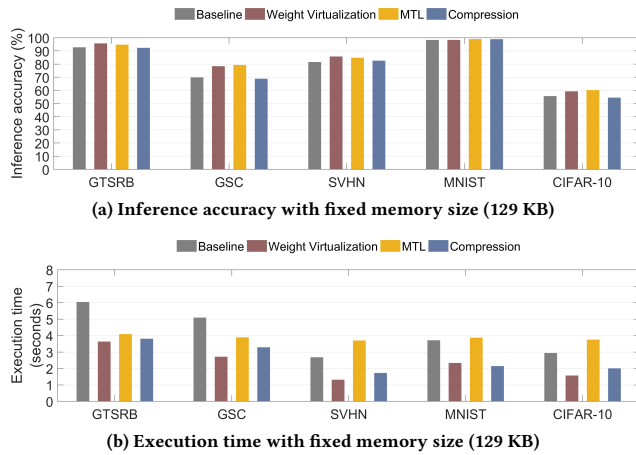 Baseline Weight Virtualization MTL Compression
Inference accuracy (%)
100
90
80
70
60
50
40
30
20
10
0
GTSRB GSC SVHN MNIST CIFAR-10
(a) Inference accuracy with fixed memory size (129 KB)
Baseline Weight Virtualization MTL Compression
Execution time
(seconds)
8
7
6
5
4
3
2
1
0
GTSRB GSC SVHN MNIST CIFAR-10
(b) Execution time with fixed memory size (129 KB)